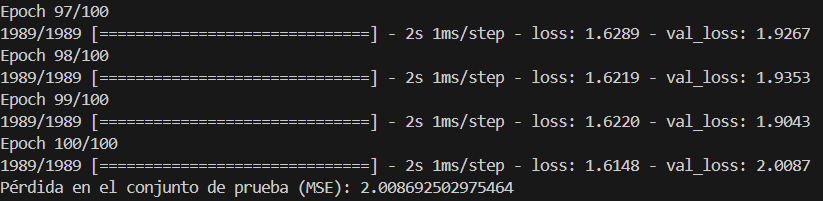 Epoch 97/100
1989/1989 [==============================] - 2s 1ms/step - loss: 1.6289 - val_loss: 1.9267
Epoch 98/100
1989/1989 [==============================] - 2s 1ms/step - loss: 1.6219 - val_loss: 1.9353
Epoch 99/100
1989/1989 [==============================] - 2s 1ms/step - loss: 1.6220 - val_loss: 1.9043
Epoch 100/100
1989/1989 [==============================] - 2s 1ms/step - loss: 1.6148 - val_loss: 2.0087
Pérdida en el conjunto de prueba (MSE): 2.008692502975464